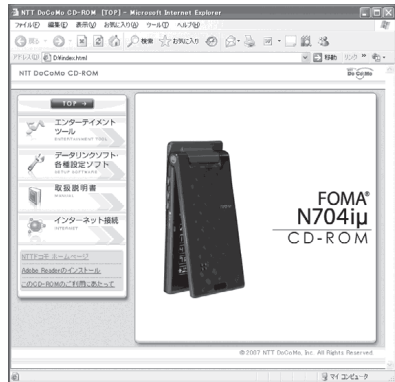 NTT DoCoMo CD-ROM [TOP] - Microsoft Internet Explorer
ファイル(F) 編集(E) 表示(V) お気に入り(A) ツール(T) ヘルプ(H)
戻る 検索 お気に入り
アドレス(D) D:¥index.html 移動 リンク
NTT DoCoMo CD-ROM
DoCoMo
TOP
エンターテイメント
ツール
ENTERTAINMENT TOOL
データリンクソフト・
各種設定ソフト
SETUP SOFTWARE
取扱説明書
MANUAL
インターネット接続
INTERNET
NTTドコモ ホームページ
Adobe Readerのインストール
このCD-ROMのご利用にあたって
FOMA®
N704iμ
CD-ROM
© 2007 NTT DoCoMo, Inc. All Rights Reserved.
マイ コンピュータ